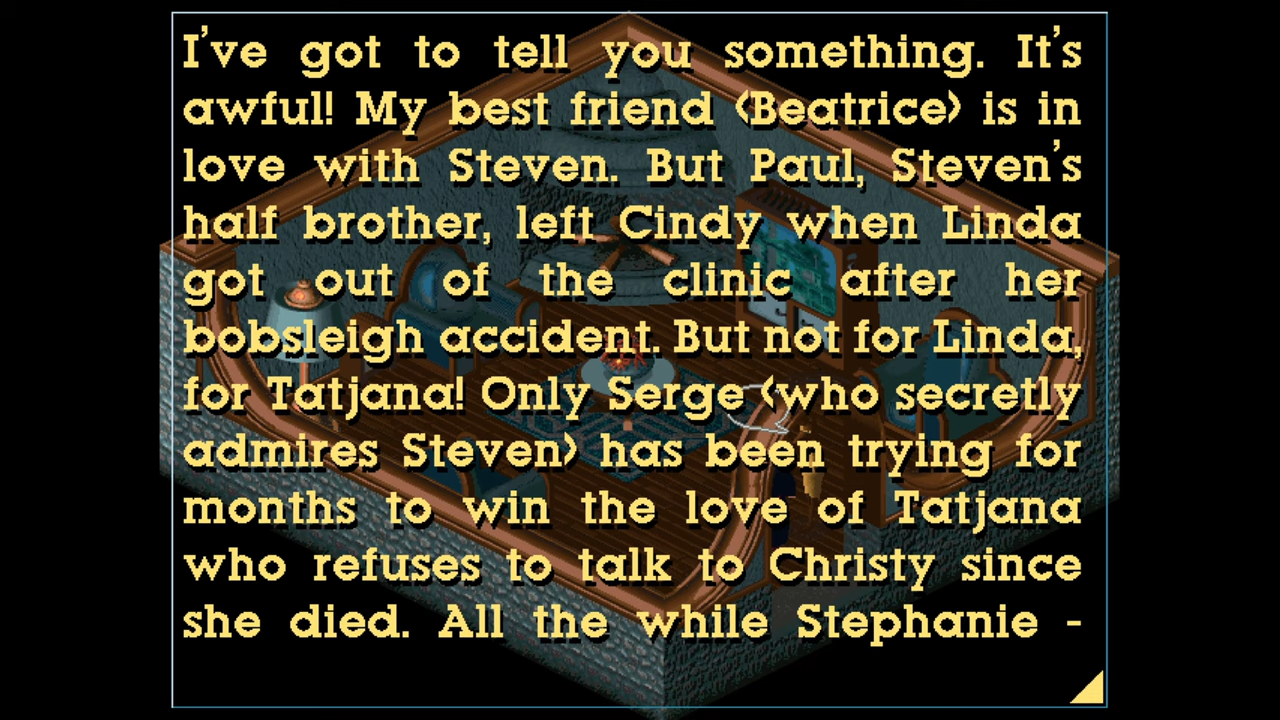 I've got to tell you something. It's
awful! My best friend (Beatrice) is in
love with Steven. But Paul, Steven's
half brother, left Cindy when Linda
got out of the clinic after her
bobsleigh accident. But not for Linda,
for Tatjana! Only Serge (who secretly
admires Steven) has been trying for
months to win the love of Tatjana
who refuses to talk to Christy since
she died. All the while Stephanie -